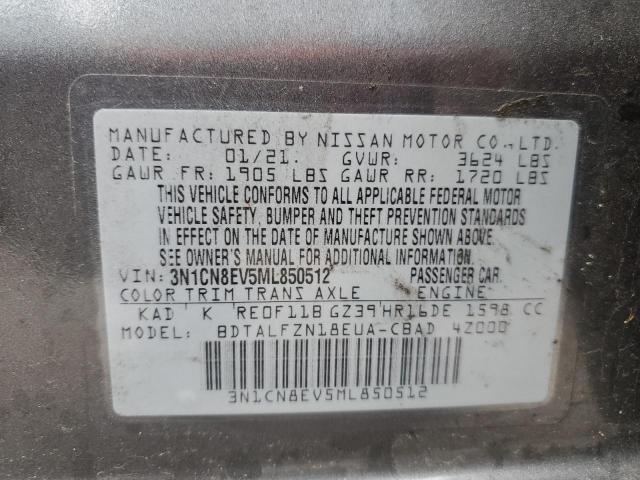 MANUFACTURED BY NISSAN MOTOR CO.,LTD.
DATE: 01/21. GVWR: 3624 LBS
GAWR FR: 1905 LBS GAWR RR: 1720 LBS
THIS VEHICLE CONFORMS TO ALL APPLICABLE FEDERAL MOTOR
VEHICLE SAFETY, BUMPER AND THEFT PREVENTION STANDARDS
IN EFFECT ON THE DATE OF MANUFACTURE SHOWN ABOVE.
SEE OWNER'S MANUAL FOR ADDITIONAL INFORMATION.
VIN: 3N1CN8EV5ML850512 PASSENGER CAR.
COLOR TRIM TRANS AXLE ENGINE
KAD K RE0F11B GZ39 HR16DE 1598 CC
MODEL: BDTALFZN18EUA-CBAD 4Z000
3N1CN8EV5ML850512